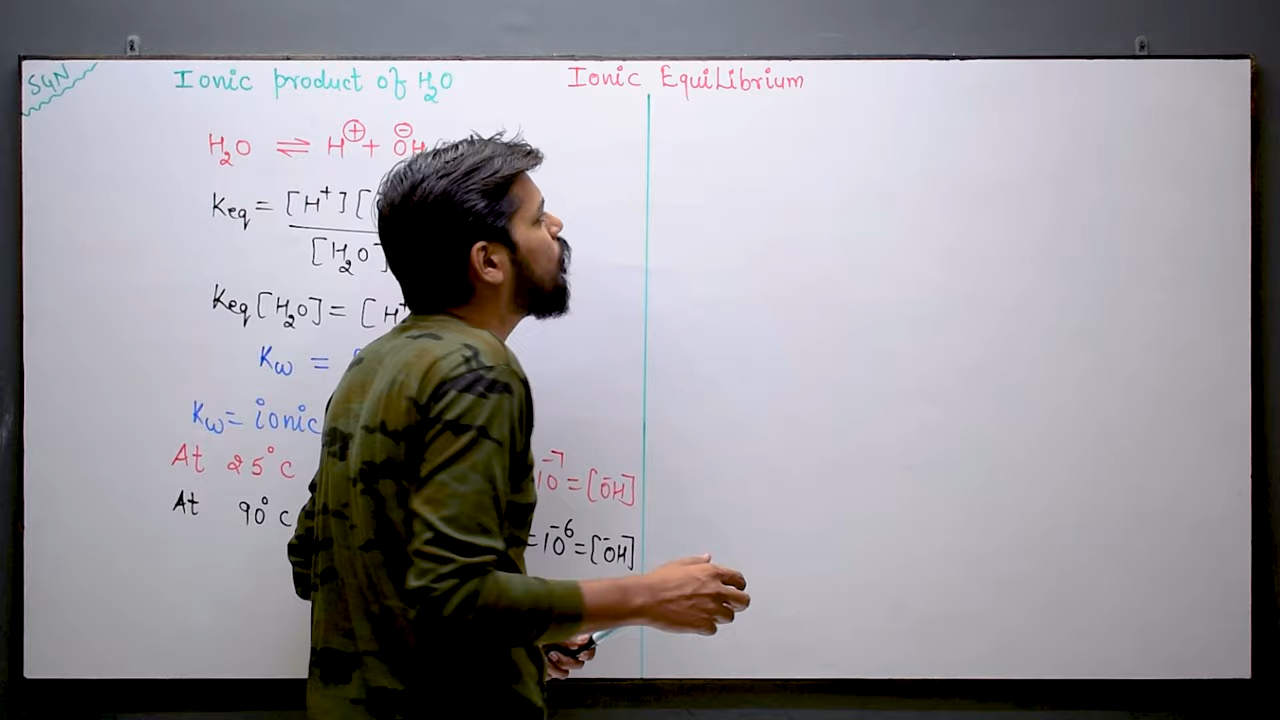 SGN
Ionic product of H₂O
Ionic Equilibrium
H₂O ⇌ H⊕ + ⊖OH
Keq = [H⁺][
[H₂O]
Keq[H₂O] = [H⁺
Kw =
Kw = ionic
At 25°C
10⁻⁷ = [⁻OH]
At 90°C
= 10⁻⁶ = [⁻OH]